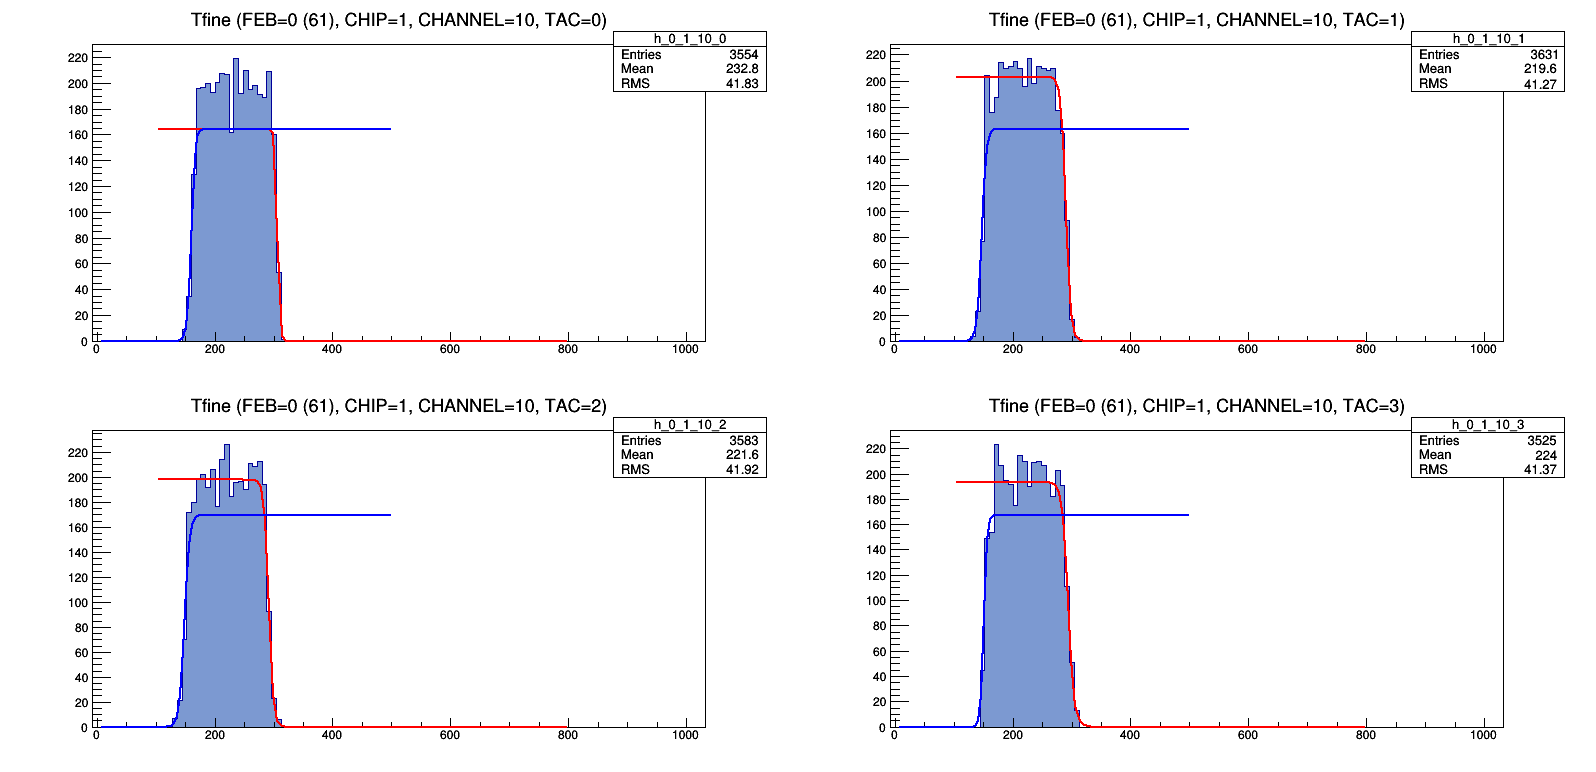 Tfine (FEB=0 (61), CHIP=1, CHANNEL=10, TAC=0)
h_0_1_10_0
Entries 3554
Mean 232.8
RMS 41.83
220
200
180
160
140
120
100
80
60
40
20
0
0 200 400 600 800 1000
Tfine (FEB=0 (61), CHIP=1, CHANNEL=10, TAC=1)
h_0_1_10_1
Entries 3631
Mean 219.6
RMS 41.27
220
200
180
160
140
120
100
80
60
40
20
0
0 200 400 600 800 1000
Tfine (FEB=0 (61), CHIP=1, CHANNEL=10, TAC=2)
h_0_1_10_2
Entries 3583
Mean 221.6
RMS 41.92
220
200
180
160
140
120
100
80
60
40
20
0
0 200 400 600 800 1000
Tfine (FEB=0 (61), CHIP=1, CHANNEL=10, TAC=3)
h_0_1_10_3
Entries 3525
Mean 224
RMS 41.37
220
200
180
160
140
120
100
80
60
40
20
0
0 200 400 600 800 1000